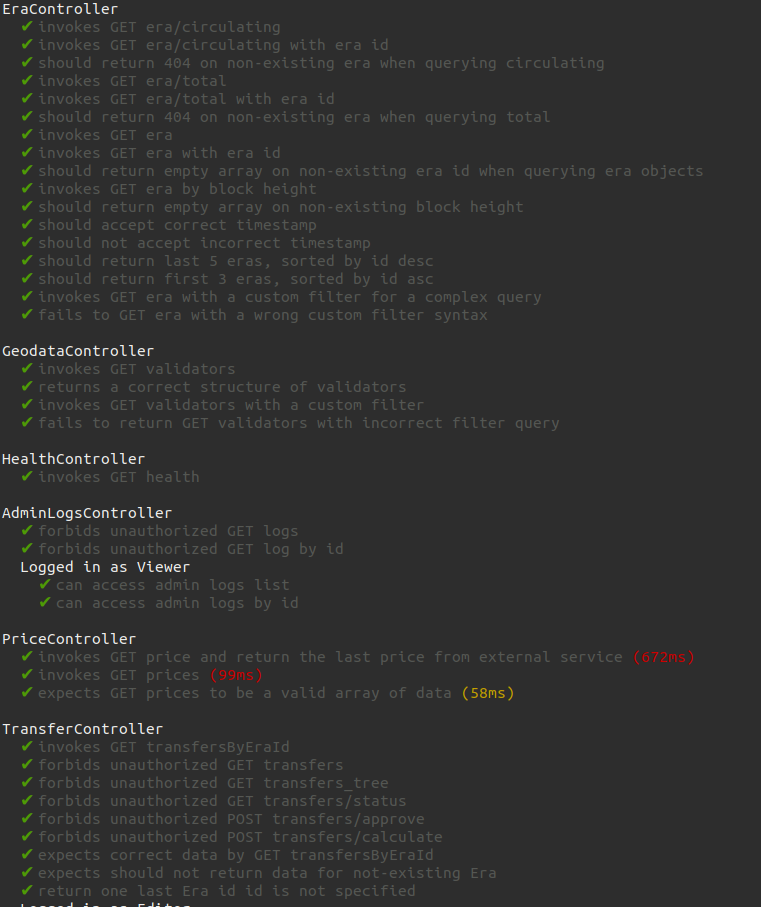 EraController
✔ invokes GET era/circulating
✔ invokes GET era/circulating with era id
✔ should return 404 on non-existing era when querying circulating
✔ invokes GET era/total
✔ invokes GET era/total with era id
✔ should return 404 on non-existing era when querying total
✔ invokes GET era
✔ invokes GET era with era id
✔ should return empty array on non-existing era id when querying era objects
✔ invokes GET era by block height
✔ should return empty array on non-existing block height
✔ should accept correct timestamp
✔ should not accept incorrect timestamp
✔ should return last 5 eras, sorted by id desc
✔ should return first 3 eras, sorted by id asc
✔ invokes GET era with a custom filter for a complex query
✔ fails to GET era with a wrong custom filter syntax
GeodataController
✔ invokes GET validators
✔ returns a correct structure of validators
✔ invokes GET validators with a custom filter
✔ fails to return GET validators with incorrect filter query
HealthController
✔ invokes GET health
AdminLogsController
✔ forbids unauthorized GET logs
✔ forbids unauthorized GET log by id
Logged in as Viewer
✔ can access admin logs list
✔ can access admin logs by id
PriceController
✔ invokes GET price and return the last price from external service (672ms)
✔ invokes GET prices (99ms)
✔ expects GET prices to be a valid array of data (58ms)
TransferController
✔ invokes GET transfersByEraId
✔ forbids unauthorized GET transfers
✔ forbids unauthorized GET transfers_tree
✔ forbids unauthorized GET transfers/status
✔ forbids unauthorized POST transfers/approve
✔ forbids unauthorized POST transfers/calculate
✔ expects correct data by GET transfersByEraId
✔ expects should not return data for not-existing Era
✔ return one last Era id id is not specified
Logged in as Editor